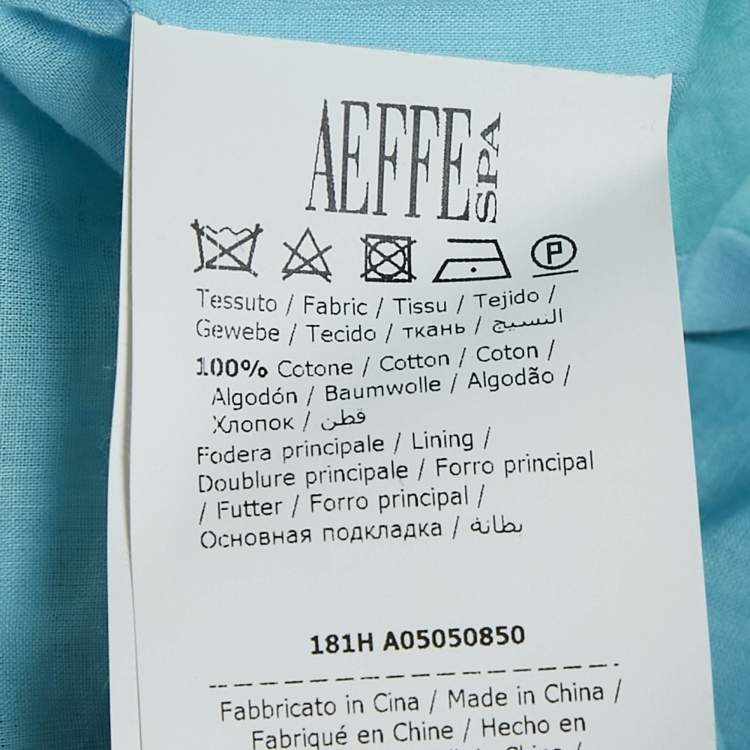 AEFFE SPA
P
Tessuto / Fabric / Tissu / Tejido /
Gewebe / Tecido / ткань / النسيج
100% Cotone / Cotton / Coton /
Algodón / Baumwolle / Algodão /
Хлопок / قطن
Fodera principale / Lining /
Doublure principale / Forro principal
/ Futter / Forro principal /
Основная подкладка / بطانة
181H A05050850
Fabbricato in Cina / Made in China /
Fabriqué en Chine / Hecho en